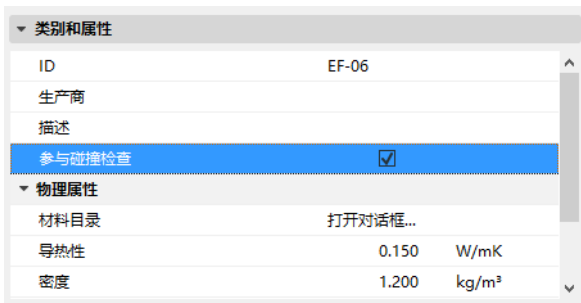 类别和属性
ID EF-06
生产商
描述
参与碰撞检查
物理属性
材料目录 打开对话框...
导热性 0.150 W/mK
密度 1.200 kg/m³